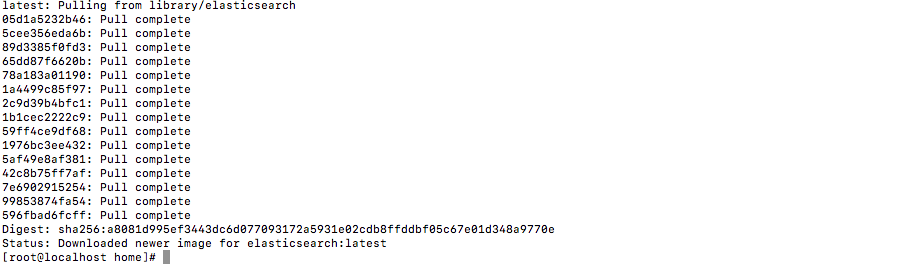 latest: Pulling from library/elasticsearch
05d1a5232b46: Pull complete
5cee356eda6b: Pull complete
89d3385f0fd3: Pull complete
65dd87f6620b: Pull complete
78a183a01190: Pull complete
1a4499c85f97: Pull complete
2c9d39b4bfc1: Pull complete
1b1cec2222c9: Pull complete
59ff4ce9df68: Pull complete
1976bc3ee432: Pull complete
5af49e8af381: Pull complete
42c8b75ff7af: Pull complete
7e6902915254: Pull complete
99853874fa54: Pull complete
596fbad6fcff: Pull complete
Digest: sha256:a8081d995ef3443dc6d077093172a5931e02cdb8ffddbf05c67e01d348a9770e
Status: Downloaded newer image for elasticsearch:latest
[root@localhost home]#